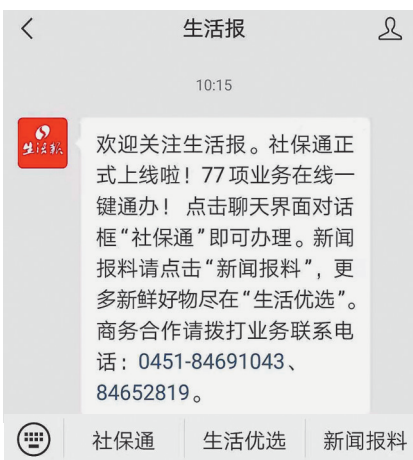 生活报
10:15
生活报
欢迎关注生活报。社保通正
式上线啦！77项业务在线一
键通办！点击聊天界面对话
框“社保通”即可办理。新闻
报料请点击“新闻报料”，更
多新鲜好物尽在“生活优选”。
商务合作请拨打业务联系电
话：0451-84691043、
84652819。
社保通 生活优选 新闻报料